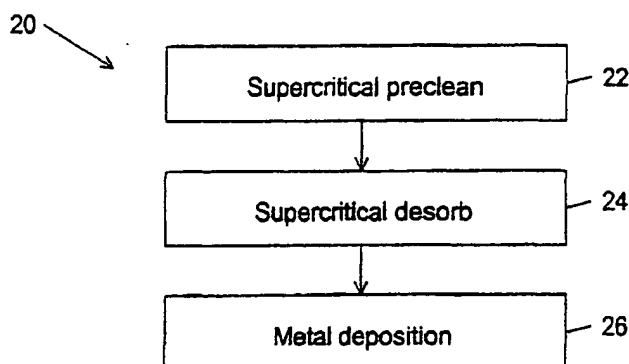 20
Supercritical preclean
22
Supercritical desorb
24
Metal deposition
26